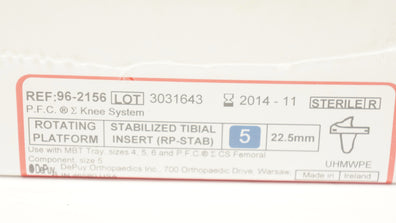 REF:96-2156 LOT 3031643 2014 - 11 STERILE R
P.F.C. ® Σ Knee System
ROTATING PLATFORM STABILIZED TIBIAL INSERT (RP-STAB) 5 22.5mm
UHMWPE
Use with MBT Tray, sizes 4, 5, 6 and P.F.C. ® Σ CS Femoral
Component, size 5
DePuy DePuy Orthopaedics Inc., 700 Orthopaedic Drive, Warsaw,
Made in Ireland